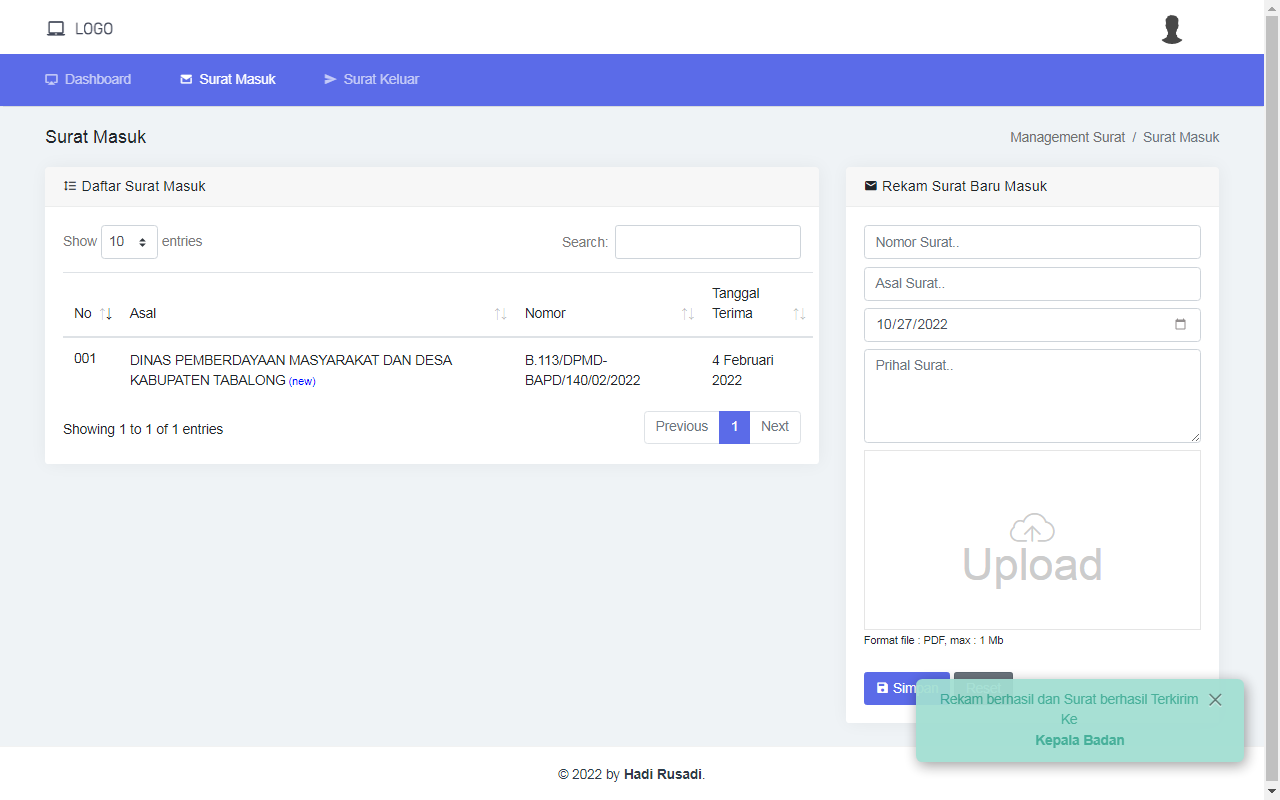 LOGO
Dashboard
Surat Masuk
Surat Keluar
Surat Masuk
Management Surat / Surat Masuk
Daftar Surat Masuk
Show 10 entries
Search:
No
Asal
Nomor
Tanggal
Terima
001
DINAS PEMBERDAYAAN MASYARAKAT DAN DESA
KABUPATEN TABALONG (new)
B.113/DPMD-
BAPD/140/02/2022
4 Februari
2022
Showing 1 to 1 of 1 entries
Previous
1
Next
Rekam Surat Baru Masuk
Nomor Surat..
Asal Surat..
10/27/2022
Prihal Surat..
Upload
Format file : PDF, max : 1 Mb
Simpan
Reset
Rekam berhasil dan Surat berhasil Terkirim
Ke
Kepala Badan
© 2022 by Hadi Rusadi.